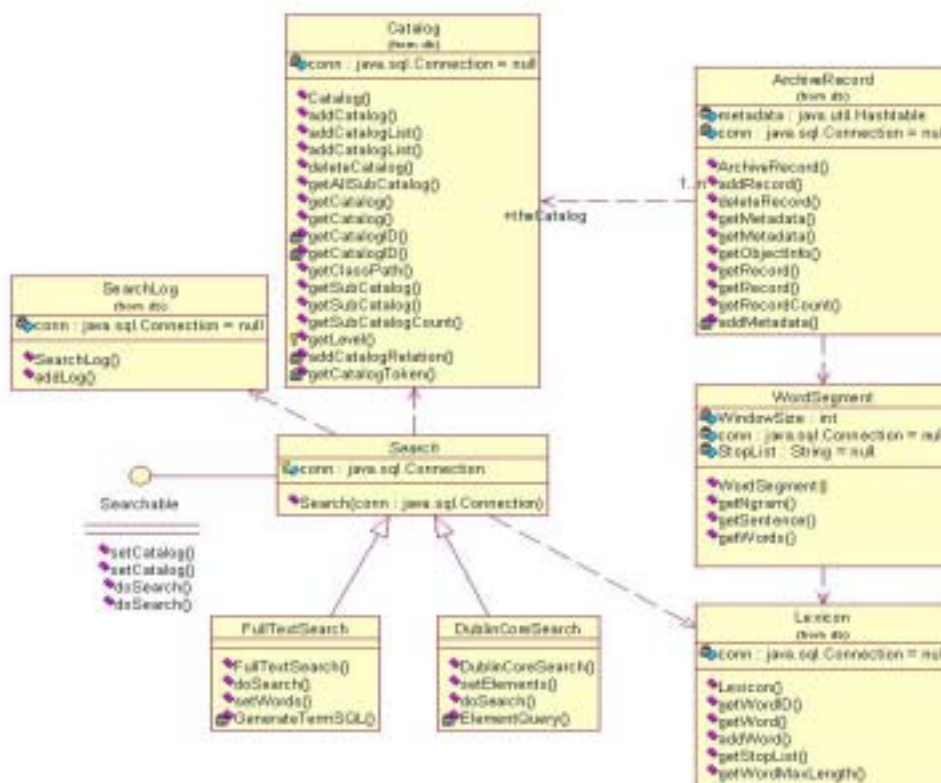 Catalog
(from db)
conn : java.sql.Connection = null
Catalog()
addCatalog()
addCatalogList()
addCatalogList()
deleteCatalog()
getAllSubCatalog()
getCatalog()
getCatalog()
getCatalogID()
getCatalogID()
getClassPath()
getSubCatalog()
getSubCatalog()
getSubCatalogCount()
getLevel()
addCatalogRelation()
getCatalogToken()
ArchiveRecord
(from db)
metadata : java.util.Hashtable
conn : java.sql.Connection = null
ArchiveRecord()
addRecord()
deleteRecord()
getMetadata()
getMetadata()
getObjectInfo()
getRecord()
getRecord()
getRecordCount()
addMetadata()
1..n
+theCatalog
SearchLog
(from db)
conn : java.sql.Connection = null
SearchLog()
addLog()
WordSegment
WindowSize : int
conn : java.sql.Connection = null
StopList : String = null
WordSegment()
getNgram()
getSentence()
getWords()
Search
conn : java.sql.Connection
Search(conn : java.sql.Connection)
Searchable
setCatalog()
setCatalog()
doSearch()
doSearch()
FullTextSearch
FullTextSearch()
doSearch()
setWords()
GenerateTermSQL()
DublinCoreSearch
DublinCoreSearch()
setElements()
doSearch()
ElementQuery()
Lexicon
(from db)
conn : java.sql.Connection = null
Lexicon()
getWordID()
getWord()
addWord()
getStopList()
getWordMaxLength()